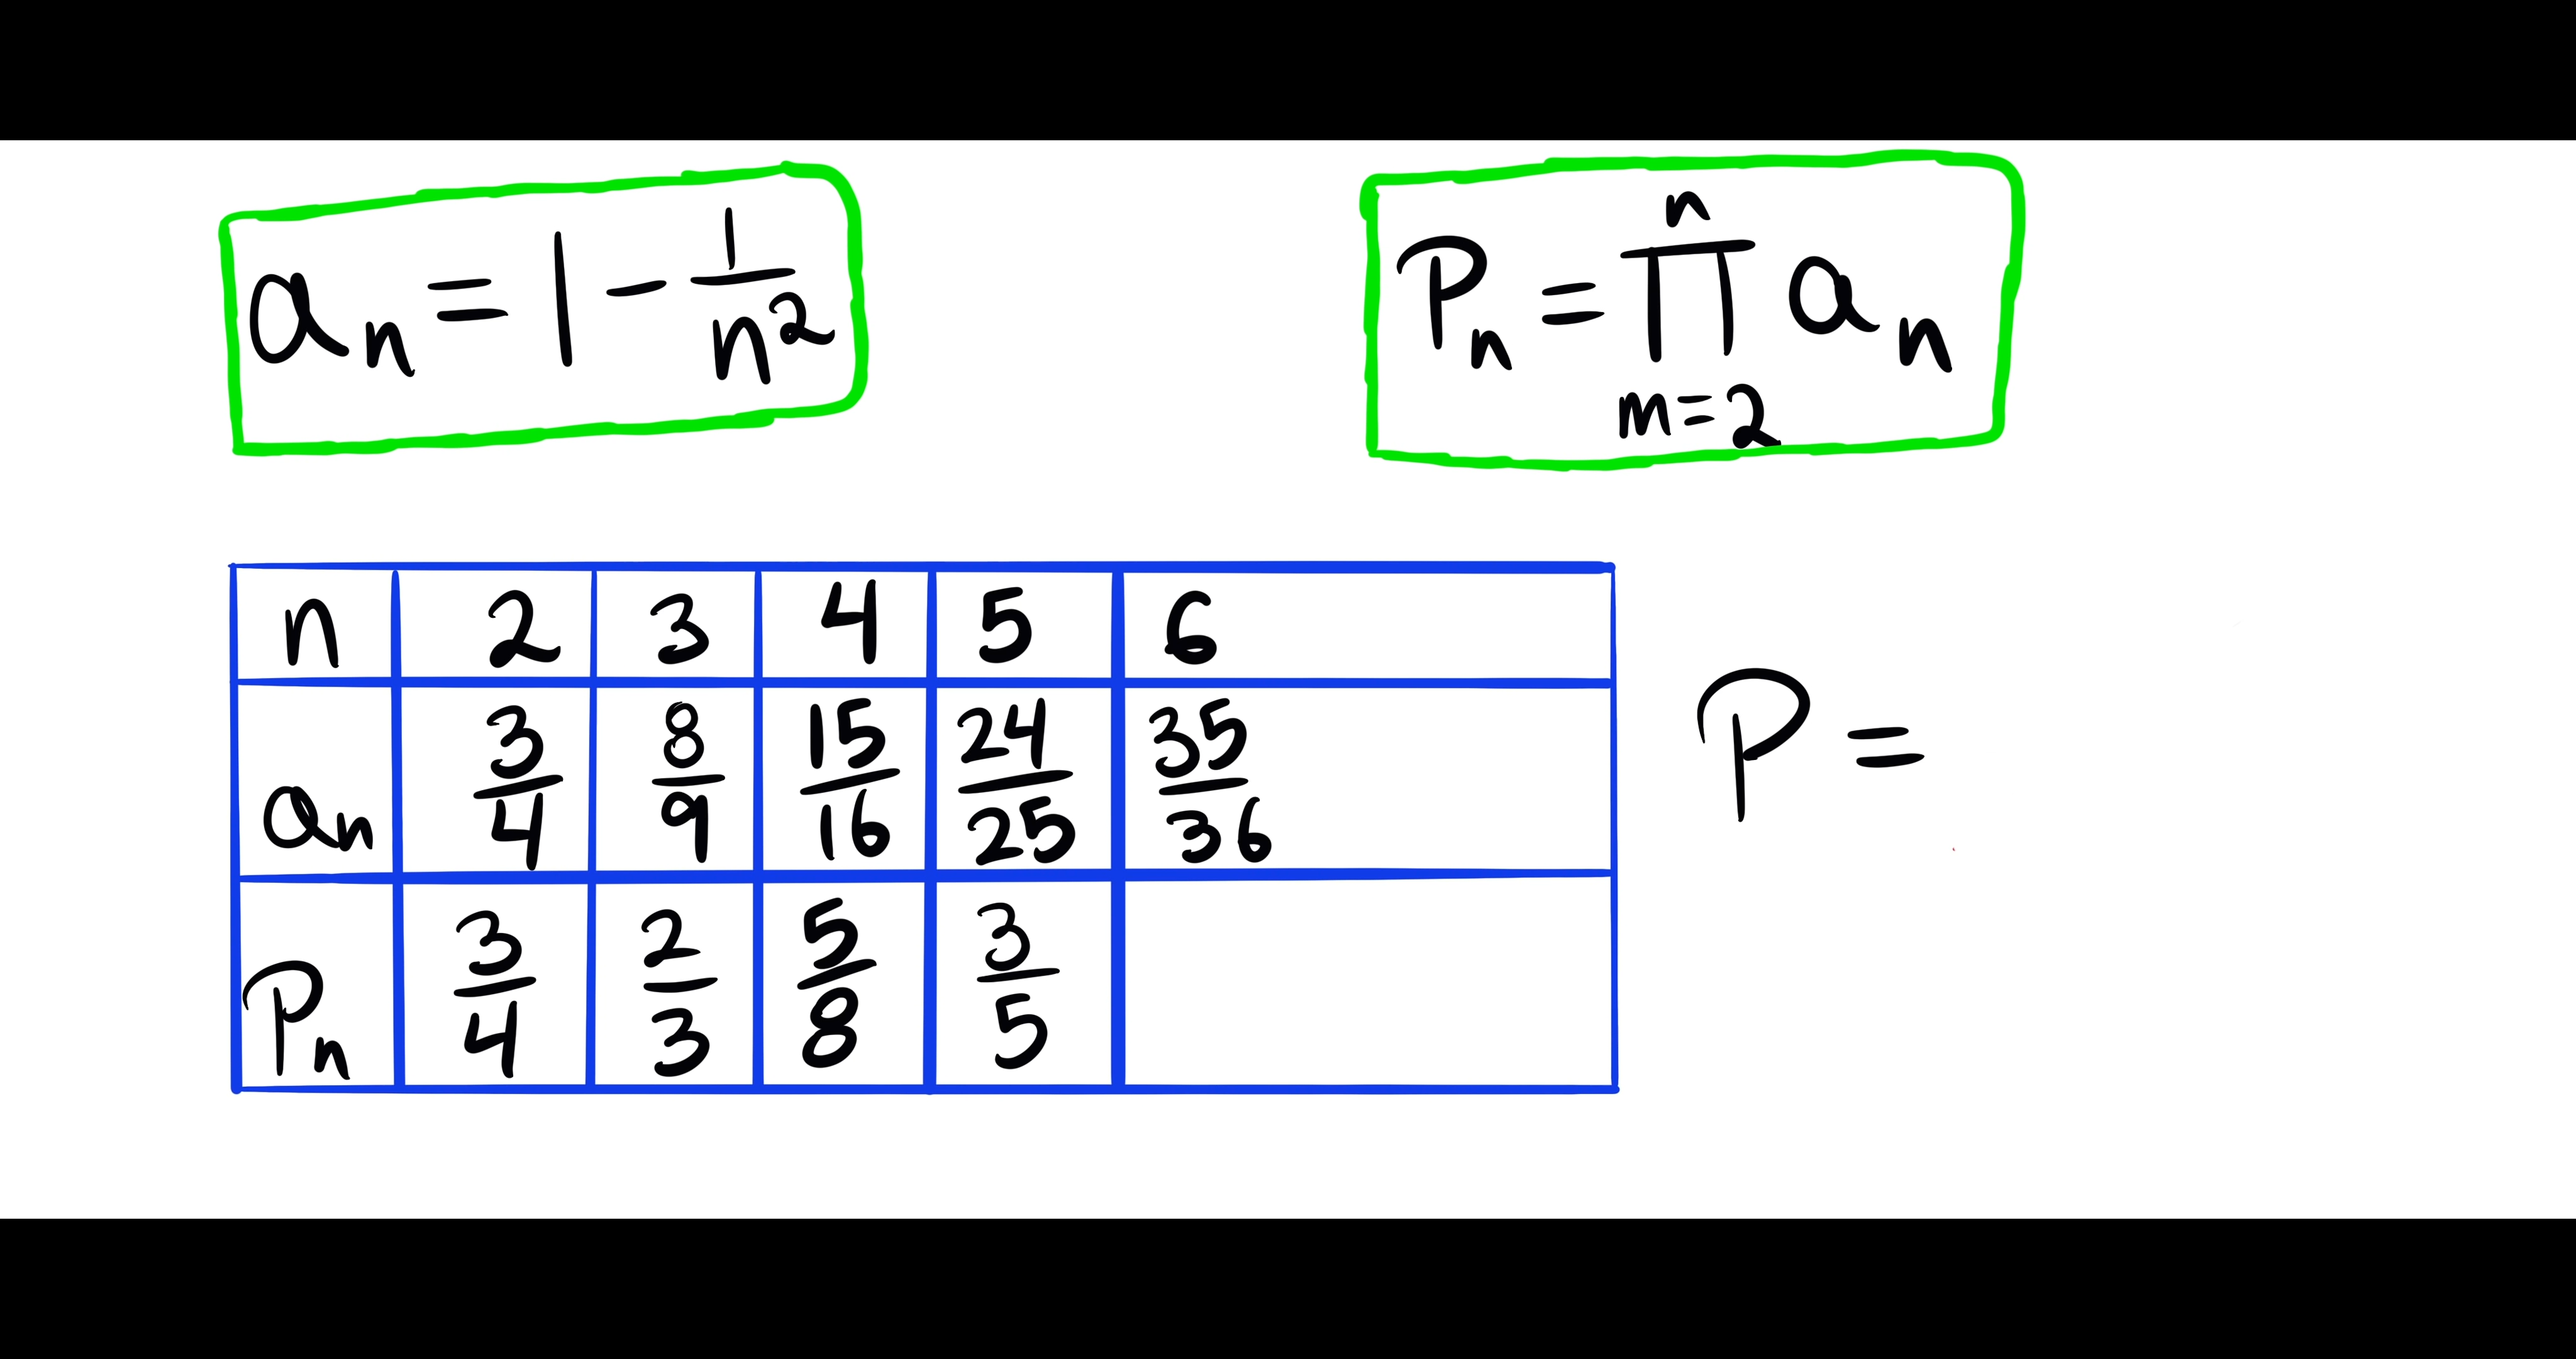 aₙ = 1 - 1/n²
Pₙ = ∏ₘ₌₂ⁿ aₙ
n 2 3 4 5 6
aₙ 3/4 8/9 15/16 24/25 35/36
Pₙ 3/4 2/3 5/8 3/5
P =